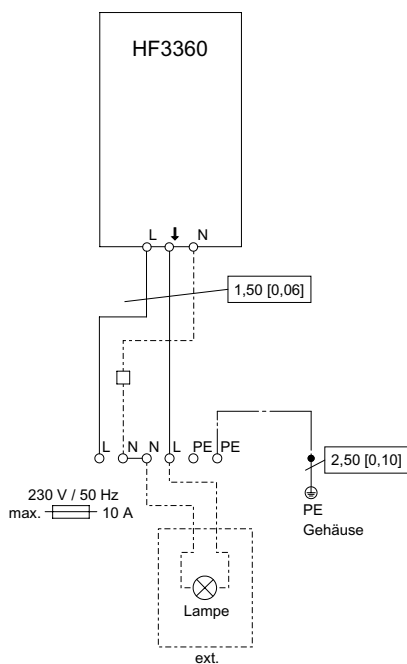 HF3360
L ⬇ N
1,50 [0,06]
L N N L PE PE
2,50 [0,10]
230 V / 50 Hz
max. 10 A
PE
Gehäuse
Lampe
ext.